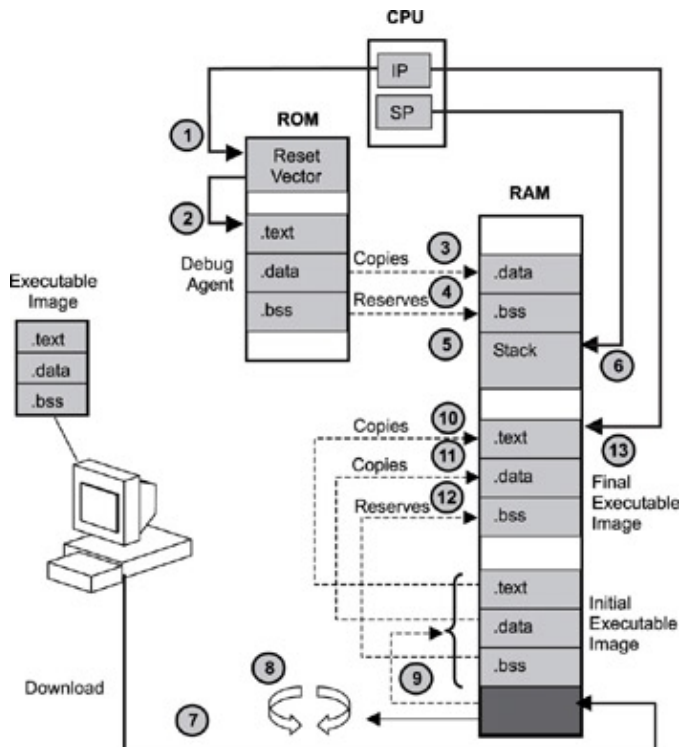 CPU
IP
SP
ROM
1
Reset
Vector
2
.text
.data
.bss
Debug
Agent
RAM
Copies
3
.data
Reserves
4
.bss
5
Stack
6
Executable
Image
.text
.data
.bss
Copies
10
.text
13
11
Copies
.data
12
Reserves
.bss
Final
Executable
Image
.text
.data
.bss
Initial
Executable
Image
8
9
Download
7